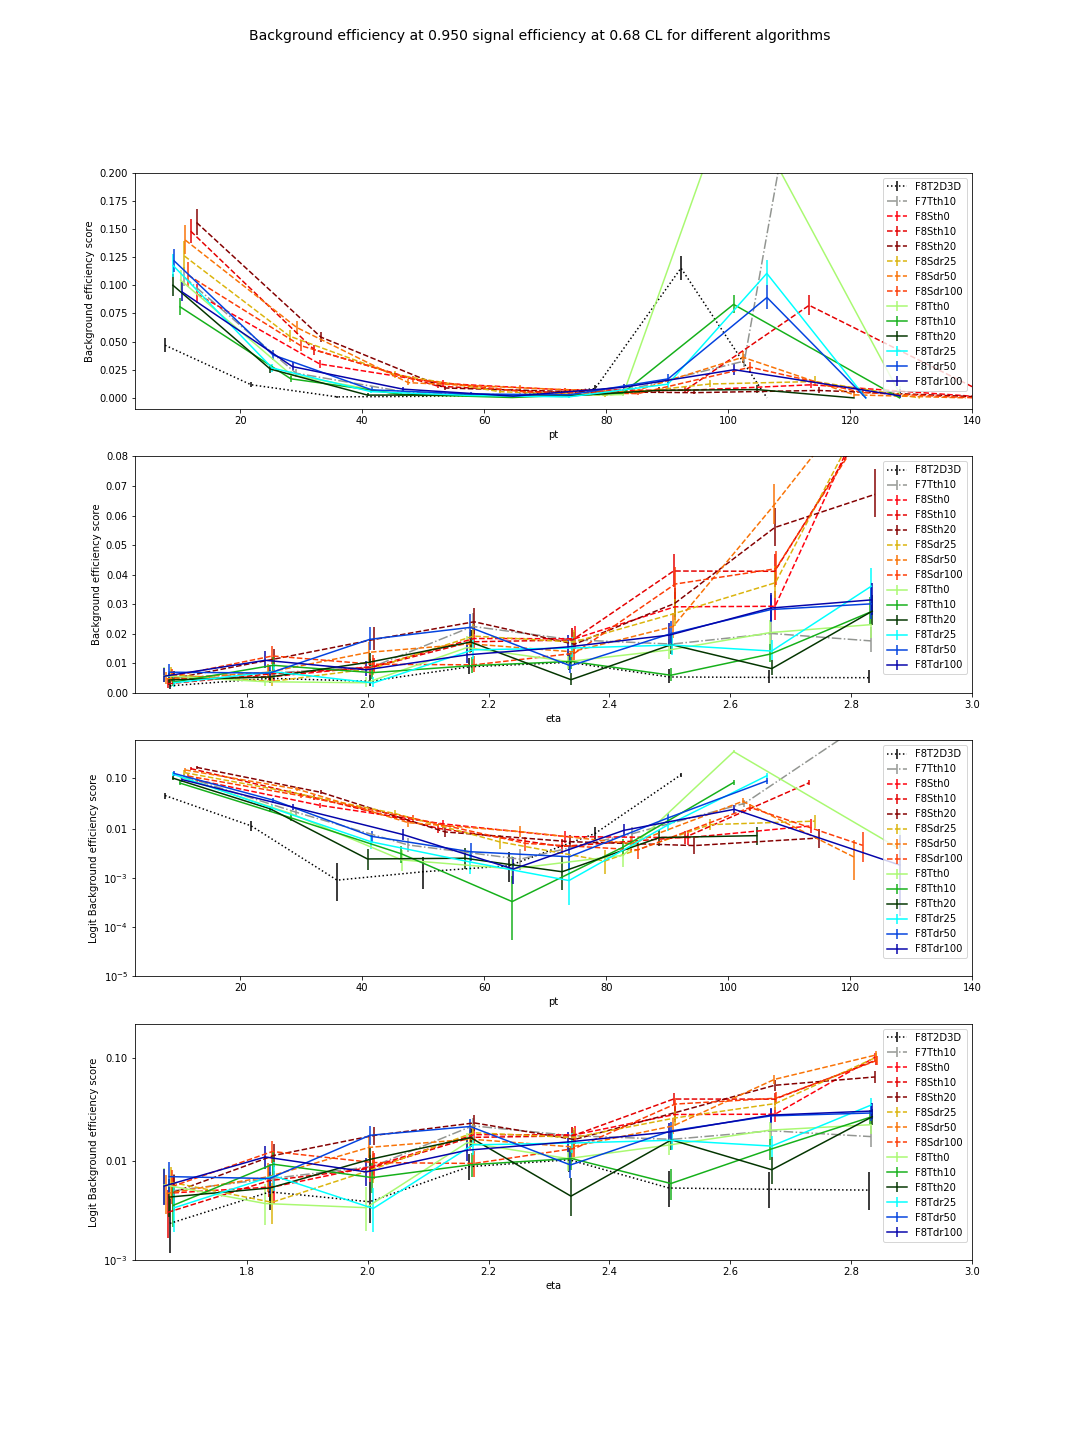 Background efficiency at 0.950 signal efficiency at 0.68 CL for different algorithms
Background efficiency score
0.200
0.175
0.150
0.125
0.100
0.075
0.050
0.025
0.000
20 40 60 80 100 120 140
pt
F8T2D3D
F7Tth10
F8Sth0
F8Sth10
F8Sth20
F8Sdr25
F8Sdr50
F8Sdr100
F8Tth0
F8Tth10
F8Tth20
F8Tdr25
F8Tdr50
F8Tdr100
Background efficiency score
0.08
0.07
0.06
0.05
0.04
0.03
0.02
0.01
0.00
1.8 2.0 2.2 2.4 2.6 2.8 3.0
eta
F8T2D3D
F7Tth10
F8Sth0
F8Sth10
F8Sth20
F8Sdr25
F8Sdr50
F8Sdr100
F8Tth0
F8Tth10
F8Tth20
F8Tdr25
F8Tdr50
F8Tdr100
Logit Background efficiency score
0.10
0.01
10⁻³
10⁻⁴
10⁻⁵
20 40 60 80 100 120 140
pt
F8T2D3D
F7Tth10
F8Sth0
F8Sth10
F8Sth20
F8Sdr25
F8Sdr50
F8Sdr100
F8Tth0
F8Tth10
F8Tth20
F8Tdr25
F8Tdr50
F8Tdr100
Logit Background efficiency score
0.10
0.01
10⁻³
1.8 2.0 2.2 2.4 2.6 2.8 3.0
eta
F8T2D3D
F7Tth10
F8Sth0
F8Sth10
F8Sth20
F8Sdr25
F8Sdr50
F8Sdr100
F8Tth0
F8Tth10
F8Tth20
F8Tdr25
F8Tdr50
F8Tdr100